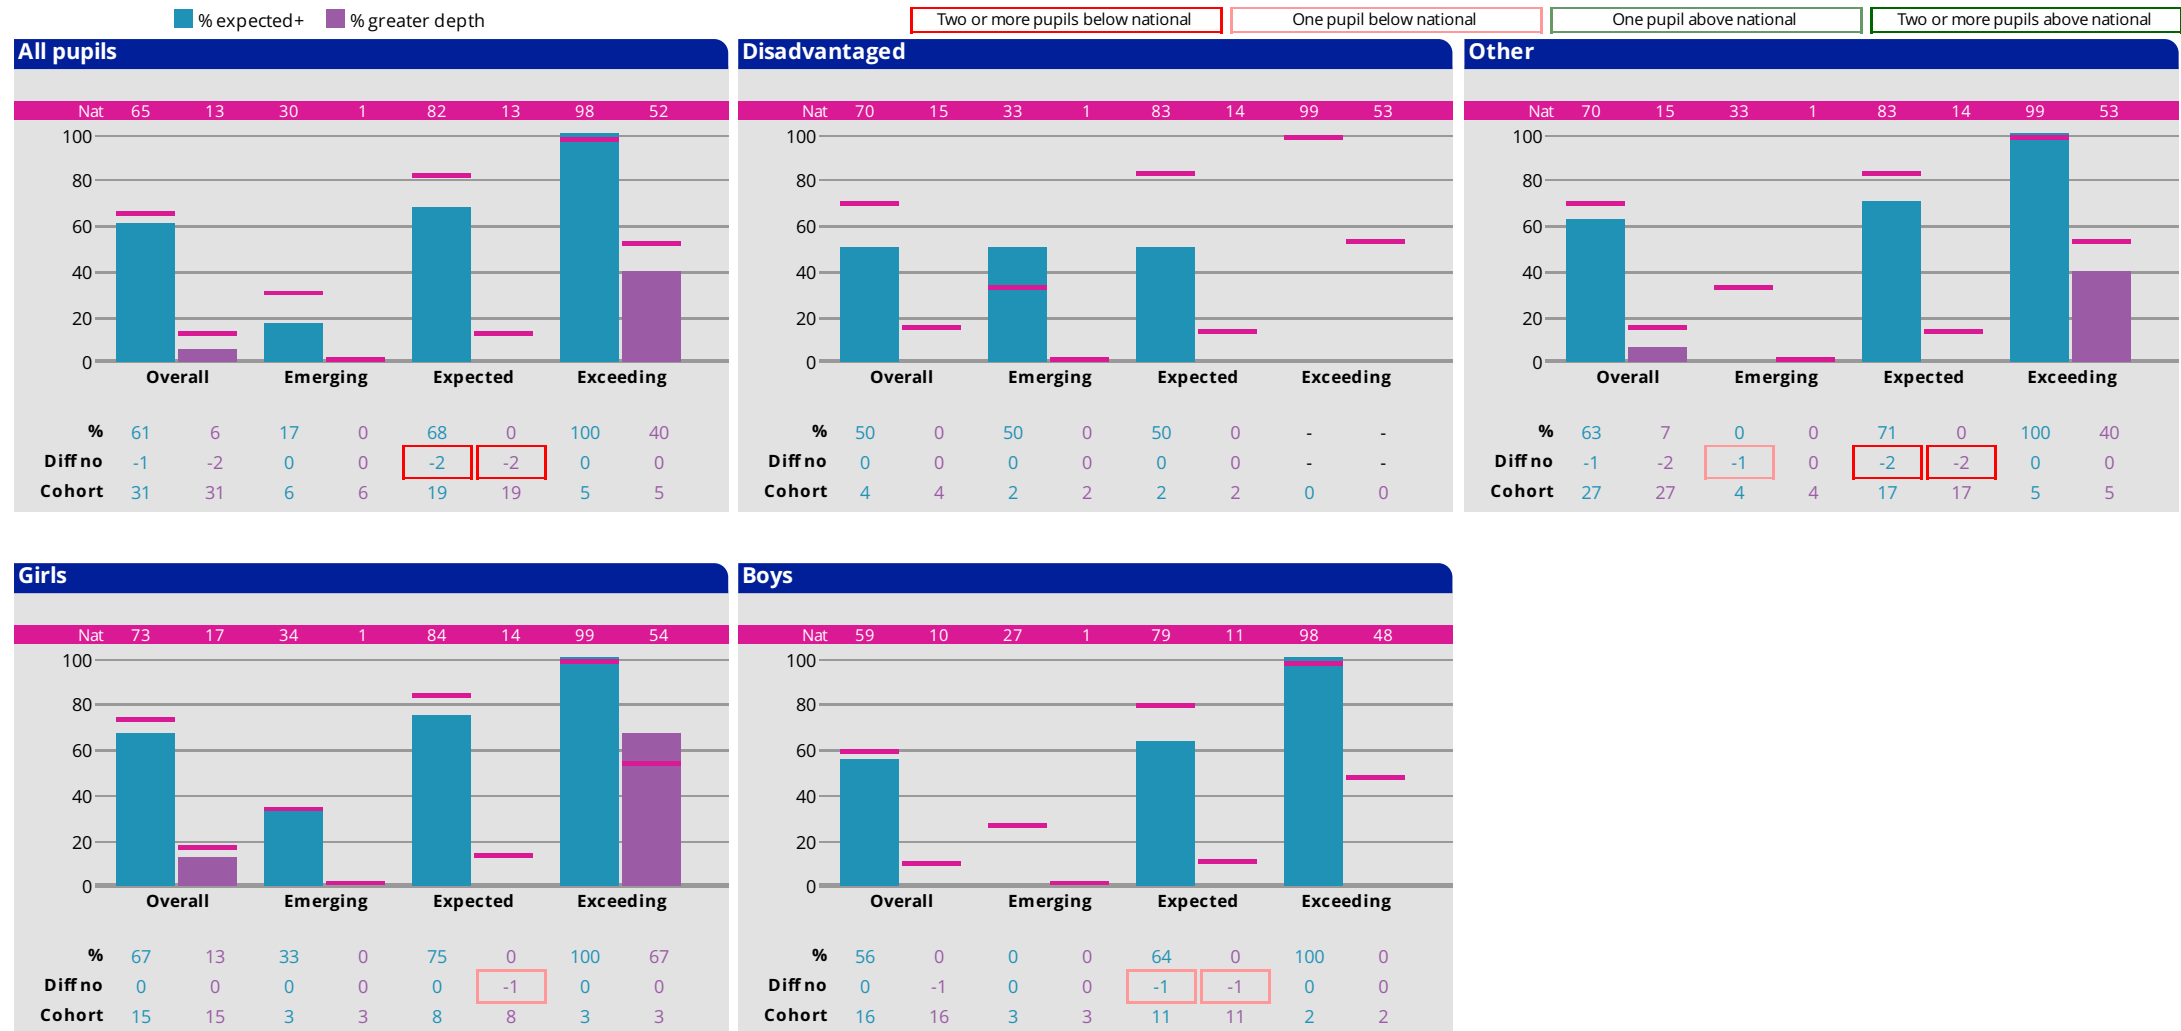 % expected+ % greater depth Two or more pupils below national One pupil below national One pupil above national Two or more pupils above national
All pupils
Nat 65 13 30 1 82 13 98 52
100
80
60
40
20
0
Overall Emerging Expected Exceeding
% 61 6 17 0 68 0 100 40
Diff no -1 -2 0 0 -2 -2 0 0
Cohort 31 31 6 6 19 19 5 5
Disadvantaged
Nat 70 15 33 1 83 14 99 53
100
80
60
40
20
0
Overall Emerging Expected Exceeding
% 50 0 50 0 50 0 - -
Diff no 0 0 0 0 0 0 - -
Cohort 4 4 2 2 2 2 0 0
Other
Nat 70 15 33 1 83 14 99 53
100
80
60
40
20
0
Overall Emerging Expected Exceeding
% 63 7 0 0 71 0 100 40
Diff no -1 -2 -1 0 -2 -2 0 0
Cohort 27 27 4 4 17 17 5 5
Girls
Nat 73 17 34 1 84 14 99 54
100
80
60
40
20
0
Overall Emerging Expected Exceeding
% 67 13 33 0 75 0 100 67
Diff no 0 0 0 0 0 -1 0 0
Cohort 15 15 3 3 8 8 3 3
Boys
Nat 59 10 27 1 79 11 98 48
100
80
60
40
20
0
Overall Emerging Expected Exceeding
% 56 0 0 0 64 0 100 0
Diff no 0 -1 0 0 -1 -1 0 0
Cohort 16 16 3 3 11 11 2 2